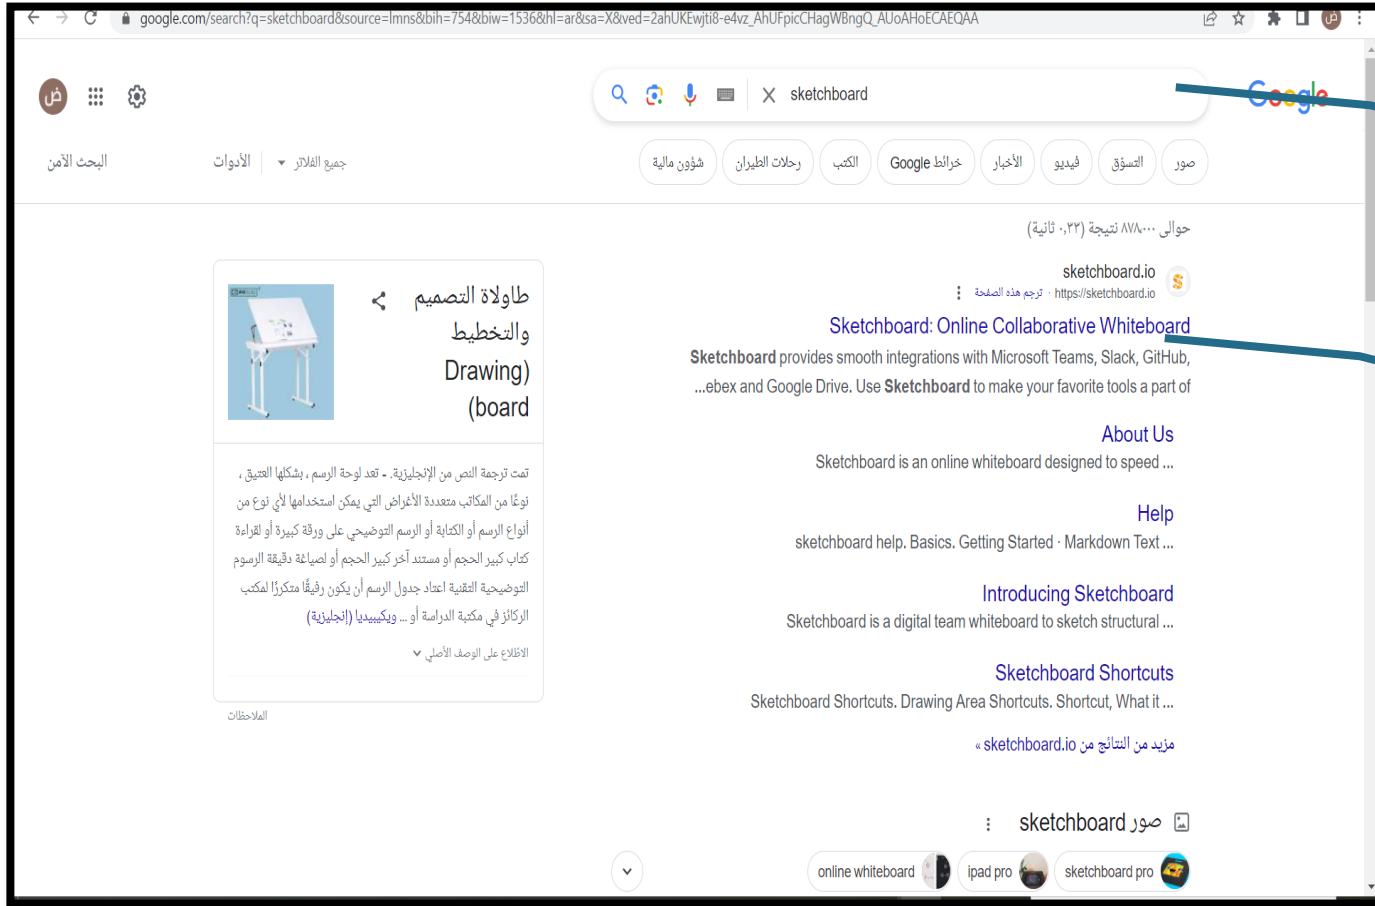 google.com/search?q=sketchboard&source=lmns&bih=754&biw=1536&hl=ar&sa=X&ved=2ahUKEwjti8-e4vz_AhUFpicCHagWBngQ_AUoAHoECAEQAA
ض
Google
sketchboard
ض
صور
التسوّق
فيديو
الأخبار
خرائط Google
الكتب
رحلات الطيران
شؤون مالية
جميع الفلاتر
الأدوات
البحث الآمن
حوالى ٨٧٨٬٠٠٠ نتيجة (٠٫٣٣ ثانية)
sketchboard.io
https://sketchboard.io · ترجم هذه الصفحة
Sketchboard: Online Collaborative Whiteboard
Sketchboard provides smooth integrations with Microsoft Teams, Slack, GitHub,
...ebex and Google Drive. Use Sketchboard to make your favorite tools a part of
About Us
Sketchboard is an online whiteboard designed to speed ...
Help
sketchboard help. Basics. Getting Started · Markdown Text ...
Introducing Sketchboard
Sketchboard is a digital team whiteboard to sketch structural ...
Sketchboard Shortcuts
Sketchboard Shortcuts. Drawing Area Shortcuts. Shortcut, What it ...
مزيد من النتائج من sketchboard.io »
صور sketchboard
sketchboard pro
ipad pro
online whiteboard
طاولاة التصميم
والتخطيط
(Drawing
board)
تمت ترجمة النص من الإنجليزية. - تعد لوحة الرسم ، بشكلها العتيق ،
نوعًا من المكاتب متعددة الأغراض التي يمكن استخدامها لأي نوع من
أنواع الرسم أو الكتابة أو الرسم التوضيحي على ورقة كبيرة أو لقراءة
كتاب كبير الحجم أو مستند آخر كبير الحجم أو لصياغة دقيقة الرسوم
التوضيحية التقنية اعتاد جدول الرسم أن يكون رفيقًا متكررًا لمكتب
الركائز في مكتبة الدراسة أو ... ويكيبيديا (إنجليزية)
الاطّلاع على الوصف الأصلي
الملاحظات